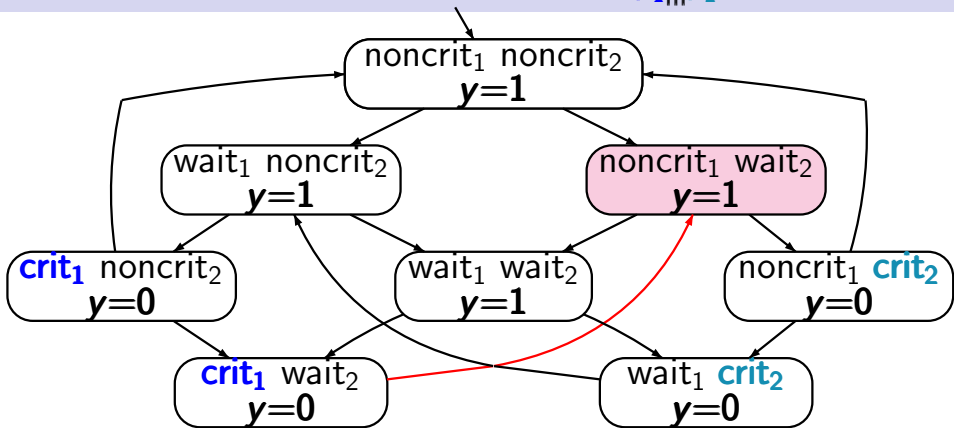 noncrit₁ noncrit₂
y=1
wait₁ noncrit₂
y=1
noncrit₁ wait₂
y=1
crit₁ noncrit₂
y=0
wait₁ wait₂
y=1
noncrit₁ crit₂
y=0
crit₁ wait₂
y=0
wait₁ crit₂
y=0